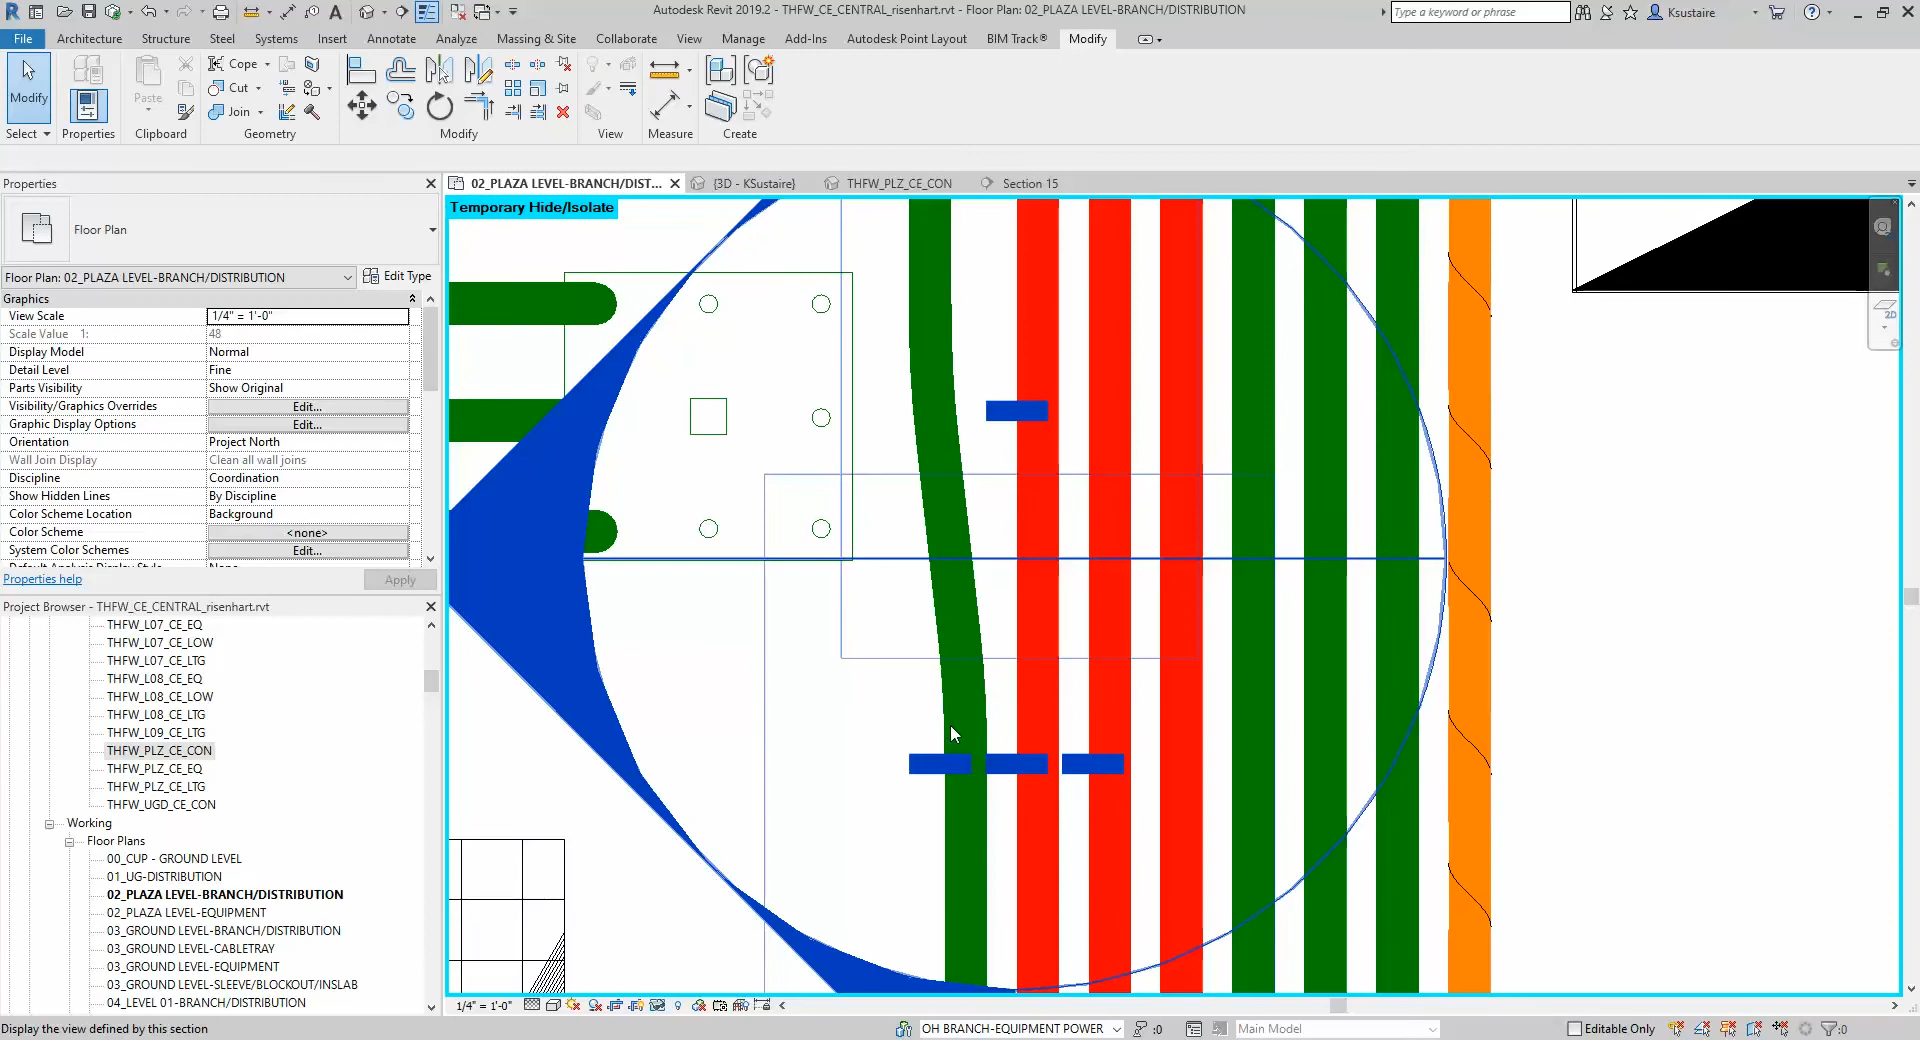 Autodesk Revit 2019.2 - THFW_CE_CENTRAL_risenhart.rvt - Floor Plan: 02_PLAZA LEVEL-BRANCH/DISTRIBUTION
Type a keyword or phrase
Ksustaire
File Architecture Structure Steel Systems Insert Annotate Analyze Massing & Site Collaborate View Manage Add-Ins Autodesk Point Layout BIM Track® Modify
Modify
Paste
Cope
Cut
Join
Select Properties Clipboard Geometry Modify View Measure Create
Properties
02_PLAZA LEVEL-BRANCH/DIST... {3D - KSustaire} THFW_PLZ_CE_CON Section 15
Temporary Hide/Isolate
Floor Plan
Floor Plan: 02_PLAZA LEVEL-BRANCH/DISTRIBUTION Edit Type
Graphics
View Scale 1/4" = 1'-0"
Scale Value 1: 48
Display Model Normal
Detail Level Fine
Parts Visibility Show Original
Visibility/Graphics Overrides Edit...
Graphic Display Options Edit...
Orientation Project North
Wall Join Display Clean all wall joins
Discipline Coordination
Show Hidden Lines By Discipline
Color Scheme Location Background
Color Scheme <none>
System Color Schemes Edit...
Default Analysis Display Style None
Properties help Apply
2D
Project Browser - THFW_CE_CENTRAL_risenhart.rvt
THFW_L07_CE_EQ
THFW_L07_CE_LOW
THFW_L07_CE_LTG
THFW_L08_CE_EQ
THFW_L08_CE_LOW
THFW_L08_CE_LTG
THFW_L09_CE_LTG
THFW_PLZ_CE_CON
THFW_PLZ_CE_EQ
THFW_PLZ_CE_LTG
THFW_UGD_CE_CON
Working
Floor Plans
00_CUP - GROUND LEVEL
01_UG-DISTRIBUTION
02_PLAZA LEVEL-BRANCH/DISTRIBUTION
02_PLAZA LEVEL-EQUIPMENT
03_GROUND LEVEL-BRANCH/DISTRIBUTION
03_GROUND LEVEL-CABLETRAY
03_GROUND LEVEL-EQUIPMENT
03_GROUND LEVEL-SLEEVE/BLOCKOUT/INSLAB
04_LEVEL 01-BRANCH/DISTRIBUTION
1/4" = 1'-0"
Display the view defined by this section
OH BRANCH-EQUIPMENT POWER :0 Main Model Editable Only :0